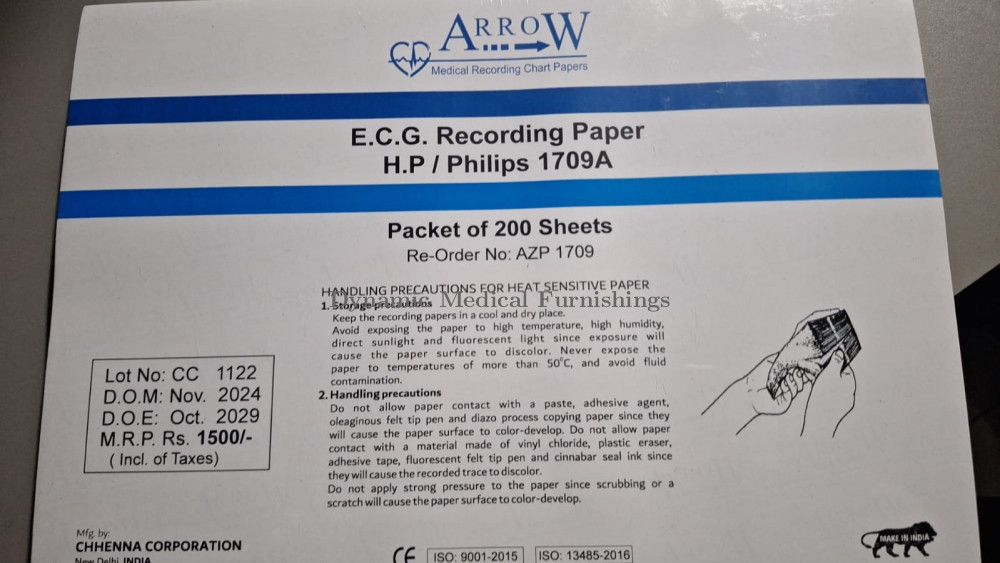 ARROW
Medical Recording Chart Papers
E.C.G. Recording Paper
H.P / Philips 1709A
Packet of 200 Sheets
Re-Order No: AZP 1709
HANDLING PRECAUTIONS FOR HEAT SENSITIVE PAPER
Dynamic Medical Furnishings
1. Storage precautions
Keep the recording papers in a cool and dry place.
Avoid exposing the paper to high temperature, high humidity,
direct sunlight and fluorescent light since exposure will
cause the paper surface to discolor. Never expose the
paper to temperatures of more than 50°C, and avoid fluid
contamination.
2. Handling precautions
Do not allow paper contact with a paste, adhesive agent,
oleaginous felt tip pen and diazo process copying paper since they
will cause the paper surface to color-develop. Do not allow paper
contact with a material made of vinyl chloride, plastic eraser,
adhesive tape, fluorescent felt tip pen and cinnabar seal ink since
they will cause the recorded trace to discolor.
Do not apply strong pressure to the paper since scrubbing or a
scratch will cause the paper surface to color-develop.
Lot No: CC 1122
D.O.M: Nov. 2024
D.O.E: Oct. 2029
M.R.P. Rs. 1500/-
( Incl. of Taxes)
Mfg. by:
CHHENNA CORPORATION
New Delhi, INDIA
CE
ISO: 9001-2015
ISO: 13485-2016
MAKE IN INDIA